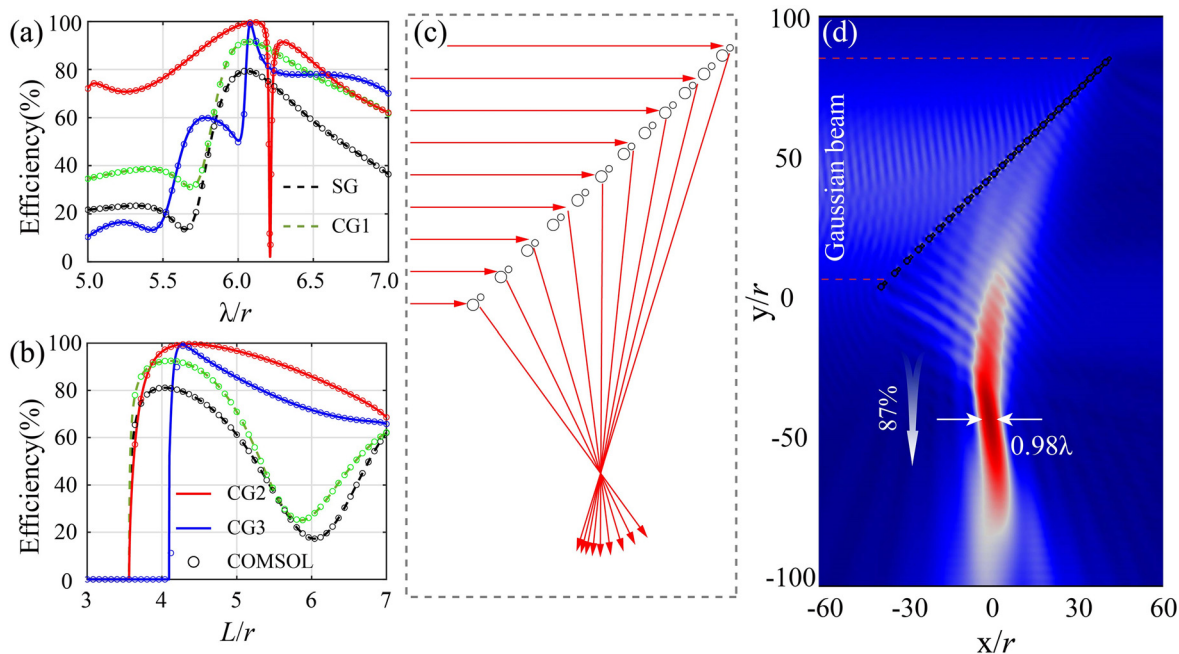 (a)
100
80
60
40
20
0
Efficiency(%)
SG
CG1
5.0 5.5 6.0 6.5 7.0
λ/r
(b)
100
80
60
40
20
0
Efficiency(%)
CG2
CG3
COMSOL
3 4 5 6 7
L/r
(c)
(d)
100
50
0
-50
-100
y/r
Gaussian beam
87%
0.98λ
-60 -30 0 30 60
x/r